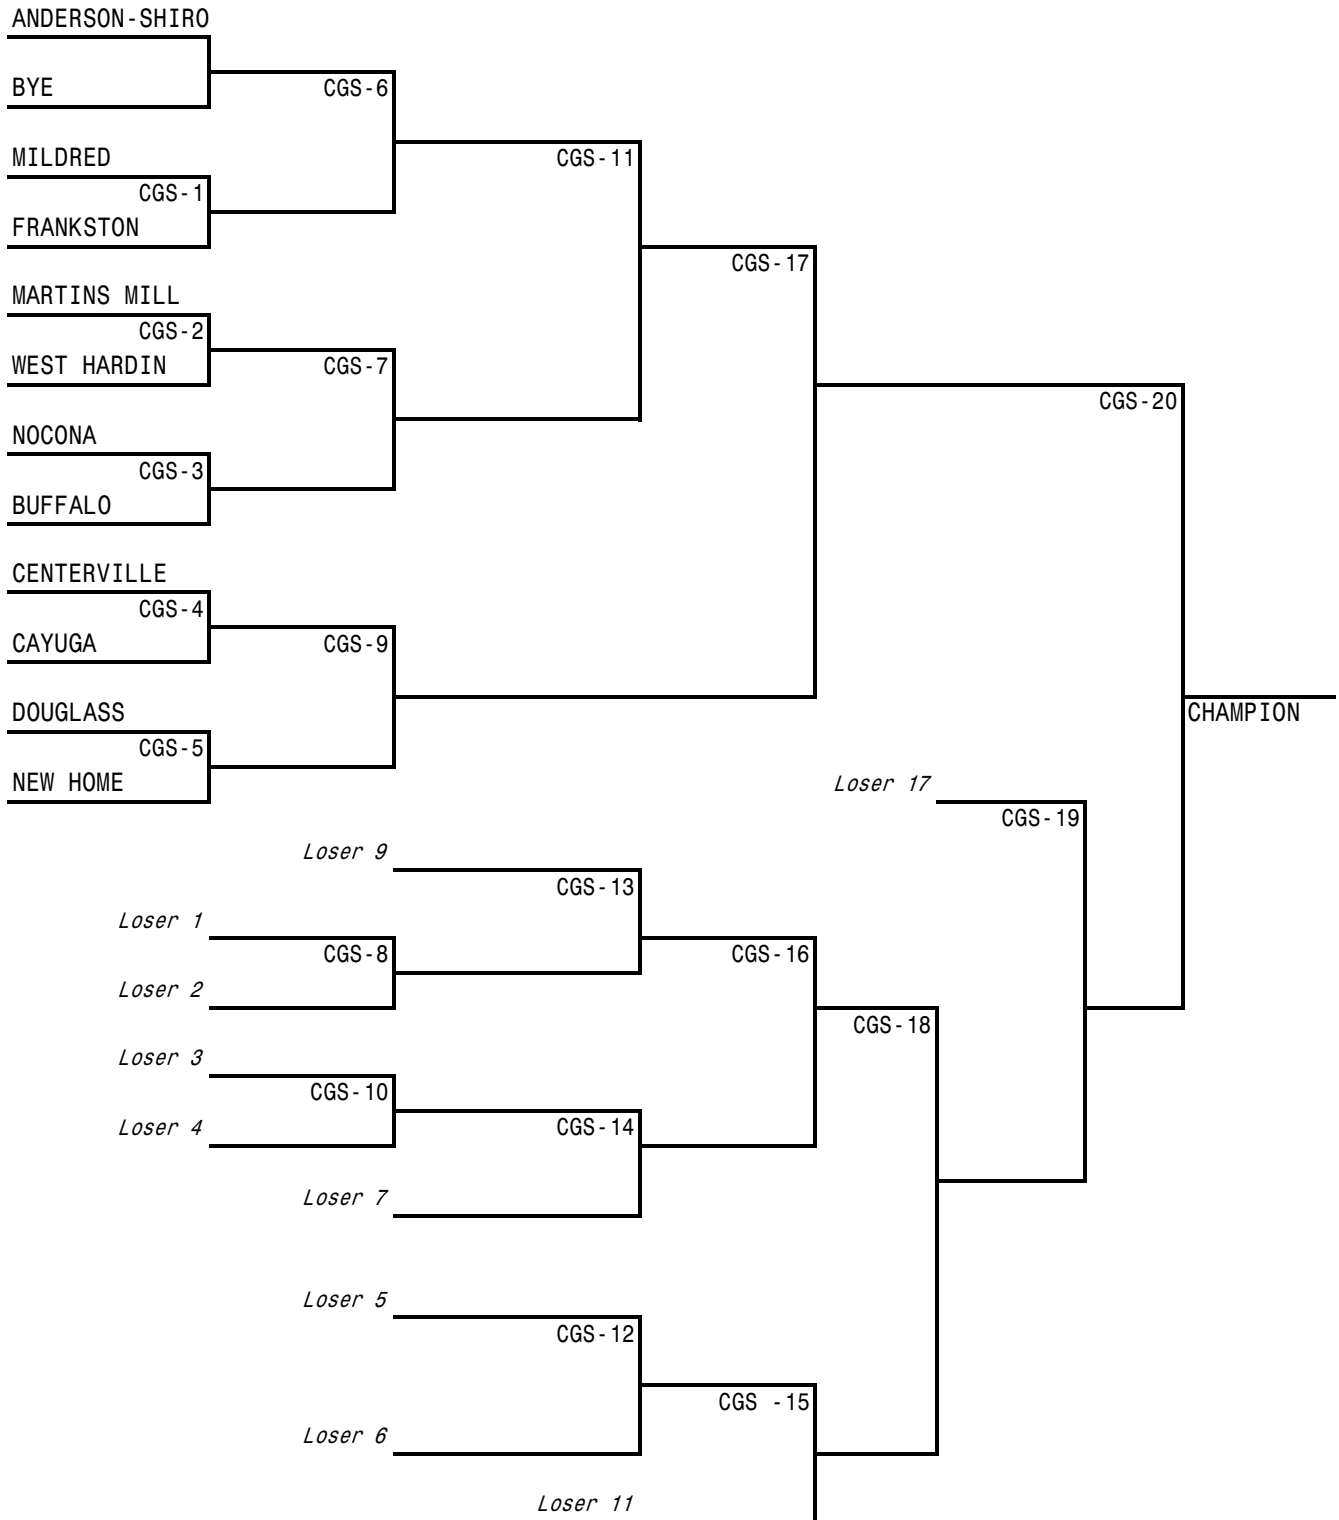 ANDERSON-SHIRO
BYE
CGS-6
MILDRED
CGS-11
CGS-1
FRANKSTON
CGS-17
MARTINS MILL
CGS-2
WEST HARDIN
CGS-7
CGS-20
NOCONA
CGS-3
BUFFALO
CENTERVILLE
CGS-4
CAYUGA
CGS-9
DOUGLASS
CHAMPION
CGS-5
NEW HOME
Loser 17
CGS-19
Loser 9
CGS-13
Loser 1
CGS-8
CGS-16
Loser 2
CGS-18
Loser 3
CGS-10
Loser 4
CGS-14
Loser 7
Loser 5
CGS-12
CGS -15
Loser 6
Loser 11